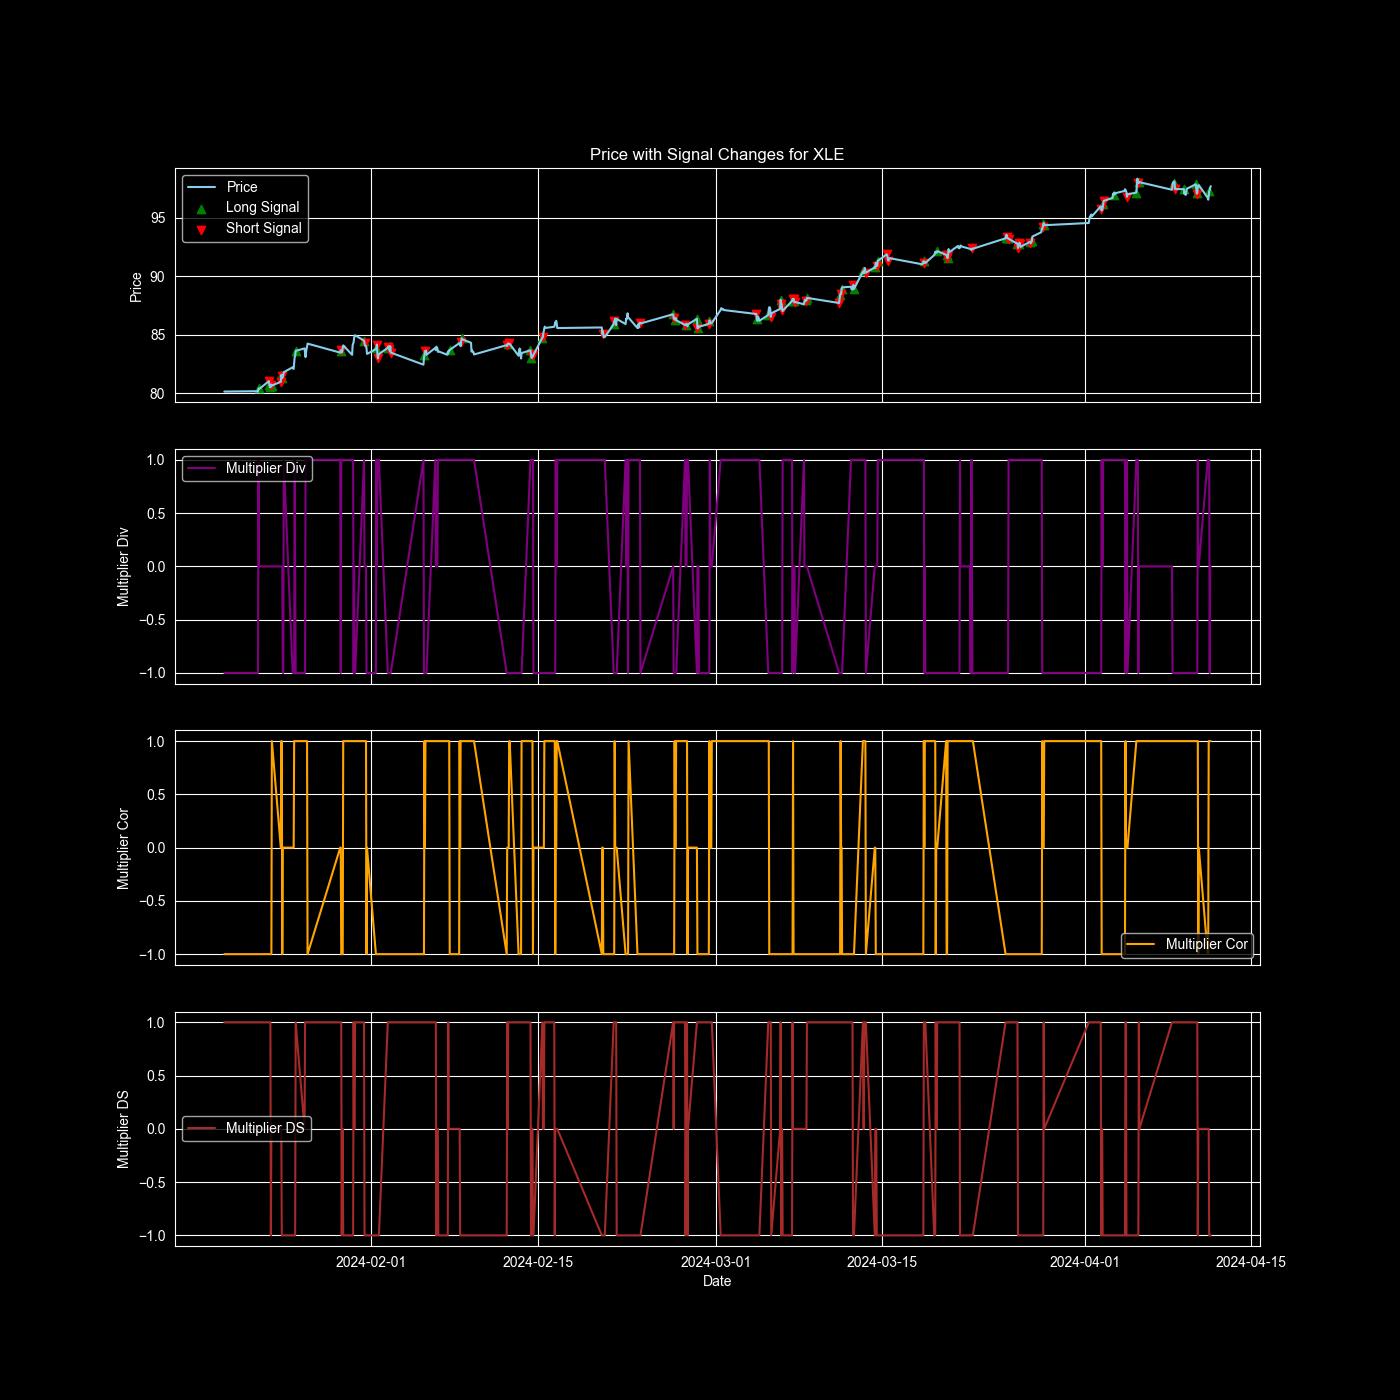 Price with Signal Changes for XLE
Price
Long Signal
Short Signal
95
90
85
80
Price
Multiplier Div
1.0
0.5
0.0
−0.5
−1.0
Multiplier Div
1.0
0.5
0.0
−0.5
−1.0
Multiplier Cor
Multiplier Cor
1.0
0.5
0.0
−0.5
−1.0
Multiplier DS
Multiplier DS
2024-02-01
2024-02-15
2024-03-01
2024-03-15
2024-04-01
2024-04-15
Date